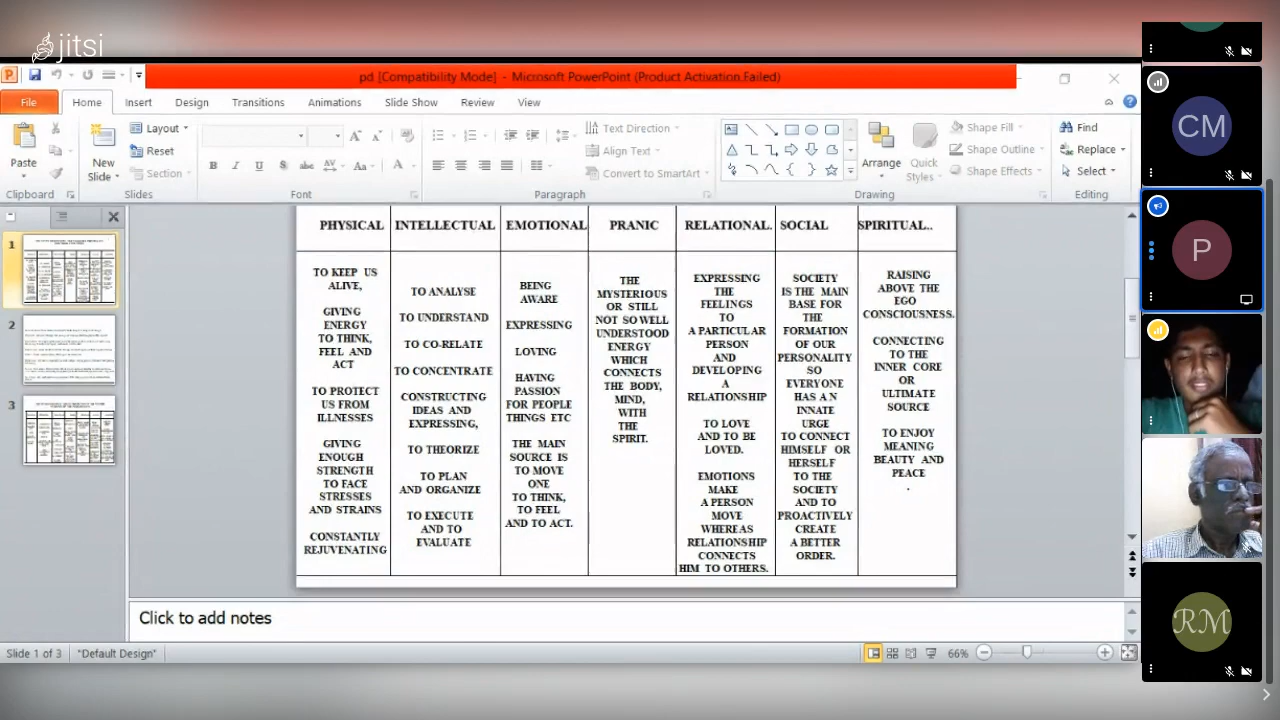 jitsi
pd [Compatibility Mode] - Microsoft PowerPoint (Product Activation Failed)
File Home Insert Design Transitions Animations Slide Show Review View
Paste
Clipboard
New
Slide
Layout
Reset
Section
Slides
Font
Text Direction
Align Text
Convert to SmartArt
Paragraph
Arrange
Quick
Styles
Shape Fill
Shape Outline
Shape Effects
Drawing
Find
Replace
Select
Editing
1
2
3
PHYSICAL
TO KEEP US
ALIVE,
GIVING
ENERGY
TO THINK,
FEEL AND
ACT
TO PROTECT
US FROM
ILLNESSES
GIVING
ENOUGH
STRENGTH
TO FACE
STRESSES
AND STRAINS
CONSTANTLY
REJUVENATING
INTELLECTUAL
TO ANALYSE
TO UNDERSTAND
TO CO-RELATE
TO CONCENTRATE
CONSTRUCTING
IDEAS AND
EXPRESSING,
TO THEORIZE
TO PLAN
AND ORGANIZE
TO EXECUTE
AND TO
EVALUATE
EMOTIONAL
BEING
AWARE
EXPRESSING
LOVING
HAVING
PASSION
FOR PEOPLE
THINGS ETC
THE MAIN
SOURCE IS
TO MOVE
ONE
TO THINK,
TO FEEL
AND TO ACT.
PRANIC
THE
MYSTERIOUS
OR STILL
NOT SO WELL
UNDERSTOOD
ENERGY
WHICH
CONNECTS
THE BODY,
MIND,
WITH
THE
SPIRIT.
RELATIONAL.
EXPRESSING
THE
FEELINGS
TO
A PARTICULAR
PERSON
AND
DEVELOPING
A
RELATIONSHIP
TO LOVE
AND TO BE
LOVED.
EMOTIONS
MAKE
A PERSON
MOVE
WHEREAS
RELATIONSHIP
CONNECTS
HIM TO OTHERS.
SOCIAL
SOCIETY
IS THE MAIN
BASE FOR
THE
FORMATION
OF OUR
PERSONALITY
SO
EVERYONE
HAS A N
INNATE
URGE
TO CONNECT
HIMSELF OR
HERSELF
TO THE
SOCIETY
AND TO
PROACTIVELY
CREATE
A BETTER
ORDER.
SPIRITUAL..
RAISING
ABOVE THE
EGO
CONSCIOUSNESS.
CONNECTING
TO THE
INNER CORE
OR
ULTIMATE
SOURCE
TO ENJOY
MEANING
BEAUTY AND
PEACE
.
Click to add notes
Slide 1 of 3 "Default Design" 66%
CM
P
RM